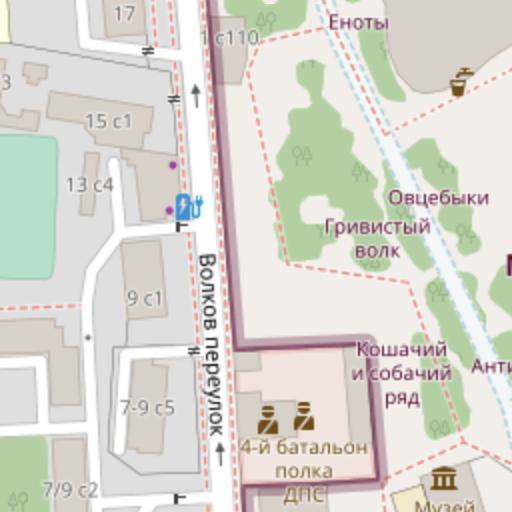 17
1 с110
Еноты
3
15 с1
13 с4
Овцебыки
Гривистый
волк
9 с1
Волков переулок
Кошачий
и собачий
ряд
Анти
7-9 с5
4-й батальон
полка
ДПС
7/9 с2
Музей